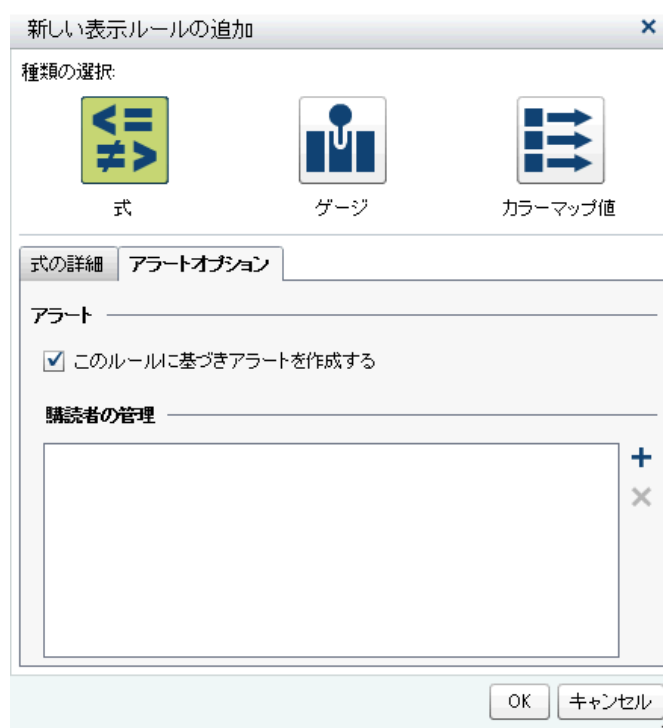 新しい表示ルールの追加
種類の選択:
式
ゲージ
カラーマップ値
式の詳細
アラートオプション
アラート
このルールに基づきアラートを作成する
購読者の管理
OK
キャンセル